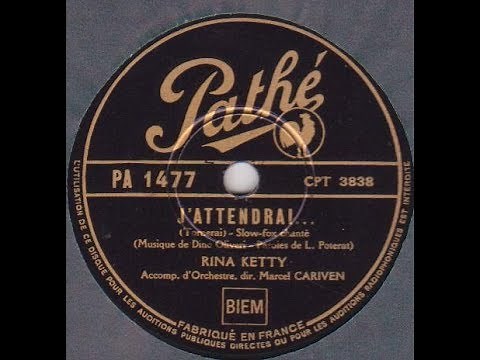 Pathé
PA 1477
CPT 3838
J'ATTENDRAI...
(Tornerai) - Slow-fox chanté
(Musique de Dino Olivieri - Paroles de L. Poterat)
RINA KETTY
Accomp. d'Orchestre, dir. Marcel CARIVEN
BIEM
FABRIQUÉ EN FRANCE
L'UTILISATION DE CE DISQUE POUR LES AUDITIONS PUBLIQUES DIRECTES OU POUR LES AUDITIONS RADIOPHONIQUES EST INTERDITE